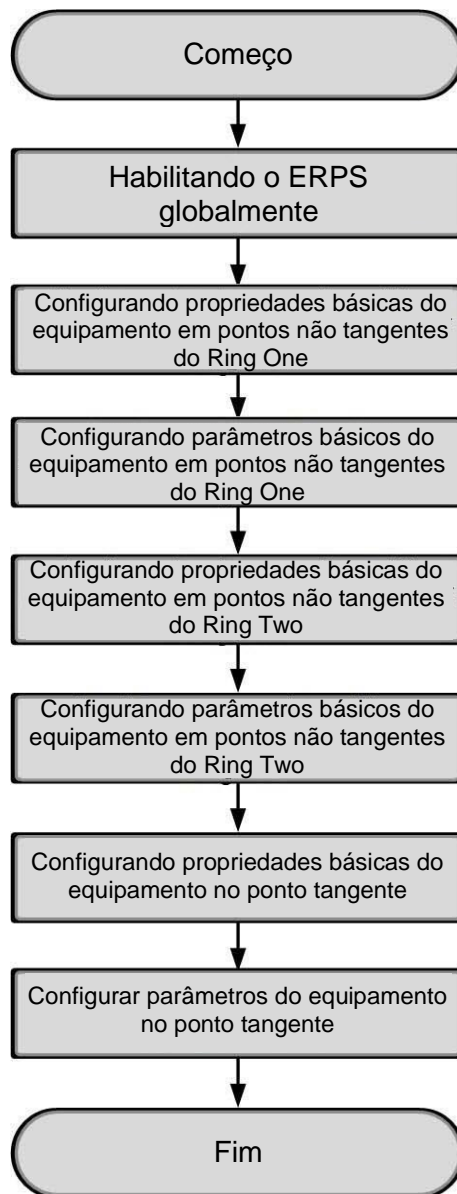 Começo
Habilitando o ERPS
globalmente
Configurando propriedades básicas do
equipamento em pontos não tangentes
do Ring One
Configurando parâmetros básicos do
equipamento em pontos não tangentes
do Ring One
Configurando propriedades básicas do
equipamento em pontos não tangentes
do Ring Two
Configurando parâmetros básicos do
equipamento em pontos não tangentes
do Ring Two
Configurando propriedades básicas do
equipamento no ponto tangente
Configurar parâmetros do equipamento
no ponto tangente
Fim